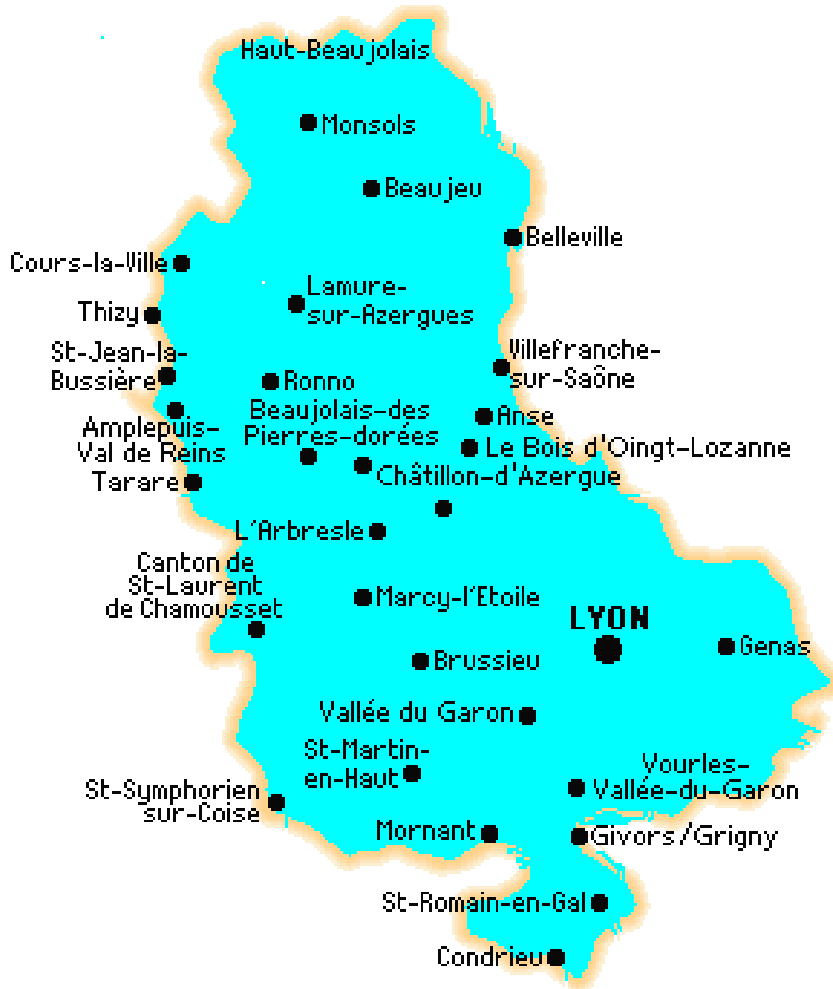 Haut-Beaujolais
Monsols
Beaujeu
Belleville
Cours-la-Ville
Lamure-
sur-Azergues
Thizy
St-Jean-la-
Bussière
Villefranche-
sur-Saône
Ronno
Beaujolais-des
Pierres-dorées
Anse
Amplepuis-
Val de Reins
Le Bois d'Oingt-Lozanne
Tarare
Châtillon-d'Azergue
L'Arbresle
Canton de
St-Laurent
de Chamousset
Marcy-l'Etoile
LYON
Genas
Brussieu
Vallée du Garon
St-Martin-
en-Haut
Vourles-
Vallée-du-Garon
St-Symphorien
sur-Coise
Mornant
Givors/Grigny
St-Romain-en-Gal
Condrieu